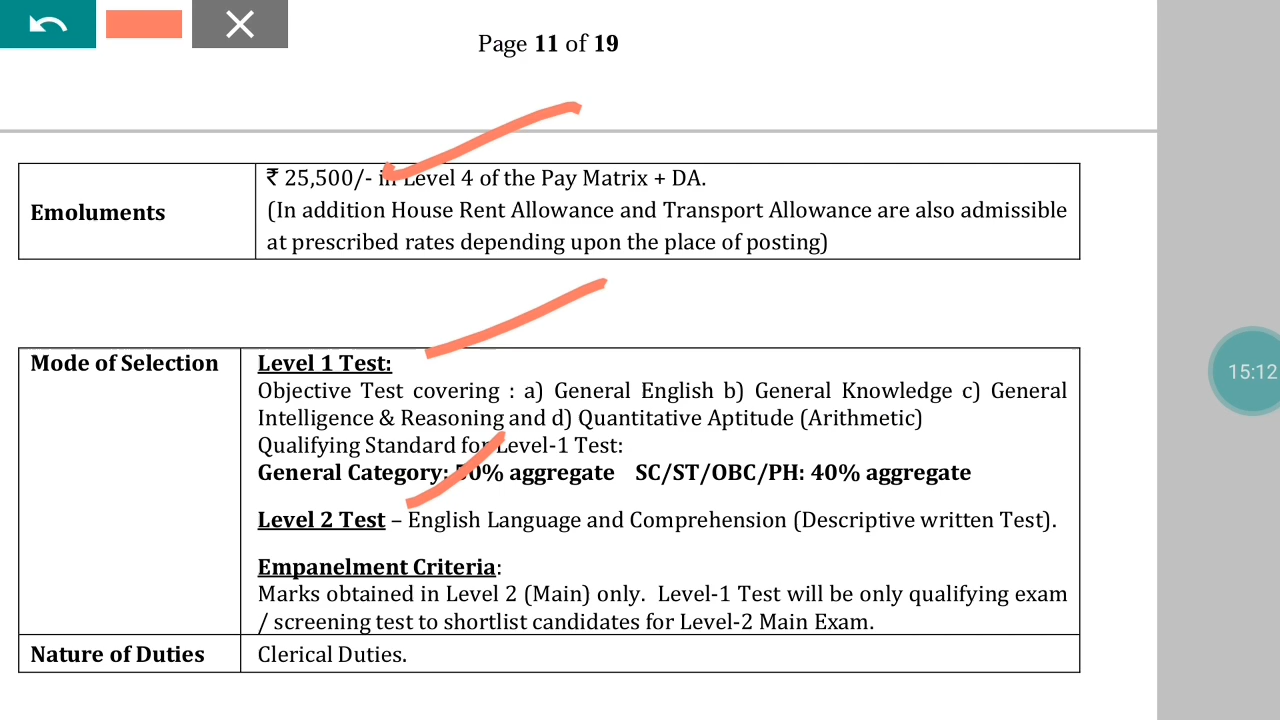 Page 11 of 19
₹ 25,500/- in Level 4 of the Pay Matrix + DA.
Emoluments
(In addition House Rent Allowance and Transport Allowance are also admissible
at prescribed rates depending upon the place of posting)
Mode of Selection
Level 1 Test:
Objective Test covering : a) General English b) General Knowledge c) General
Intelligence & Reasoning and d) Quantitative Aptitude (Arithmetic)
Qualifying Standard for Level-1 Test:
General Category: 50% aggregate SC/ST/OBC/PH: 40% aggregate
Level 2 Test – English Language and Comprehension (Descriptive written Test).
Empanelment Criteria:
Marks obtained in Level 2 (Main) only. Level-1 Test will be only qualifying exam
/ screening test to shortlist candidates for Level-2 Main Exam.
Nature of Duties
Clerical Duties.
15:12